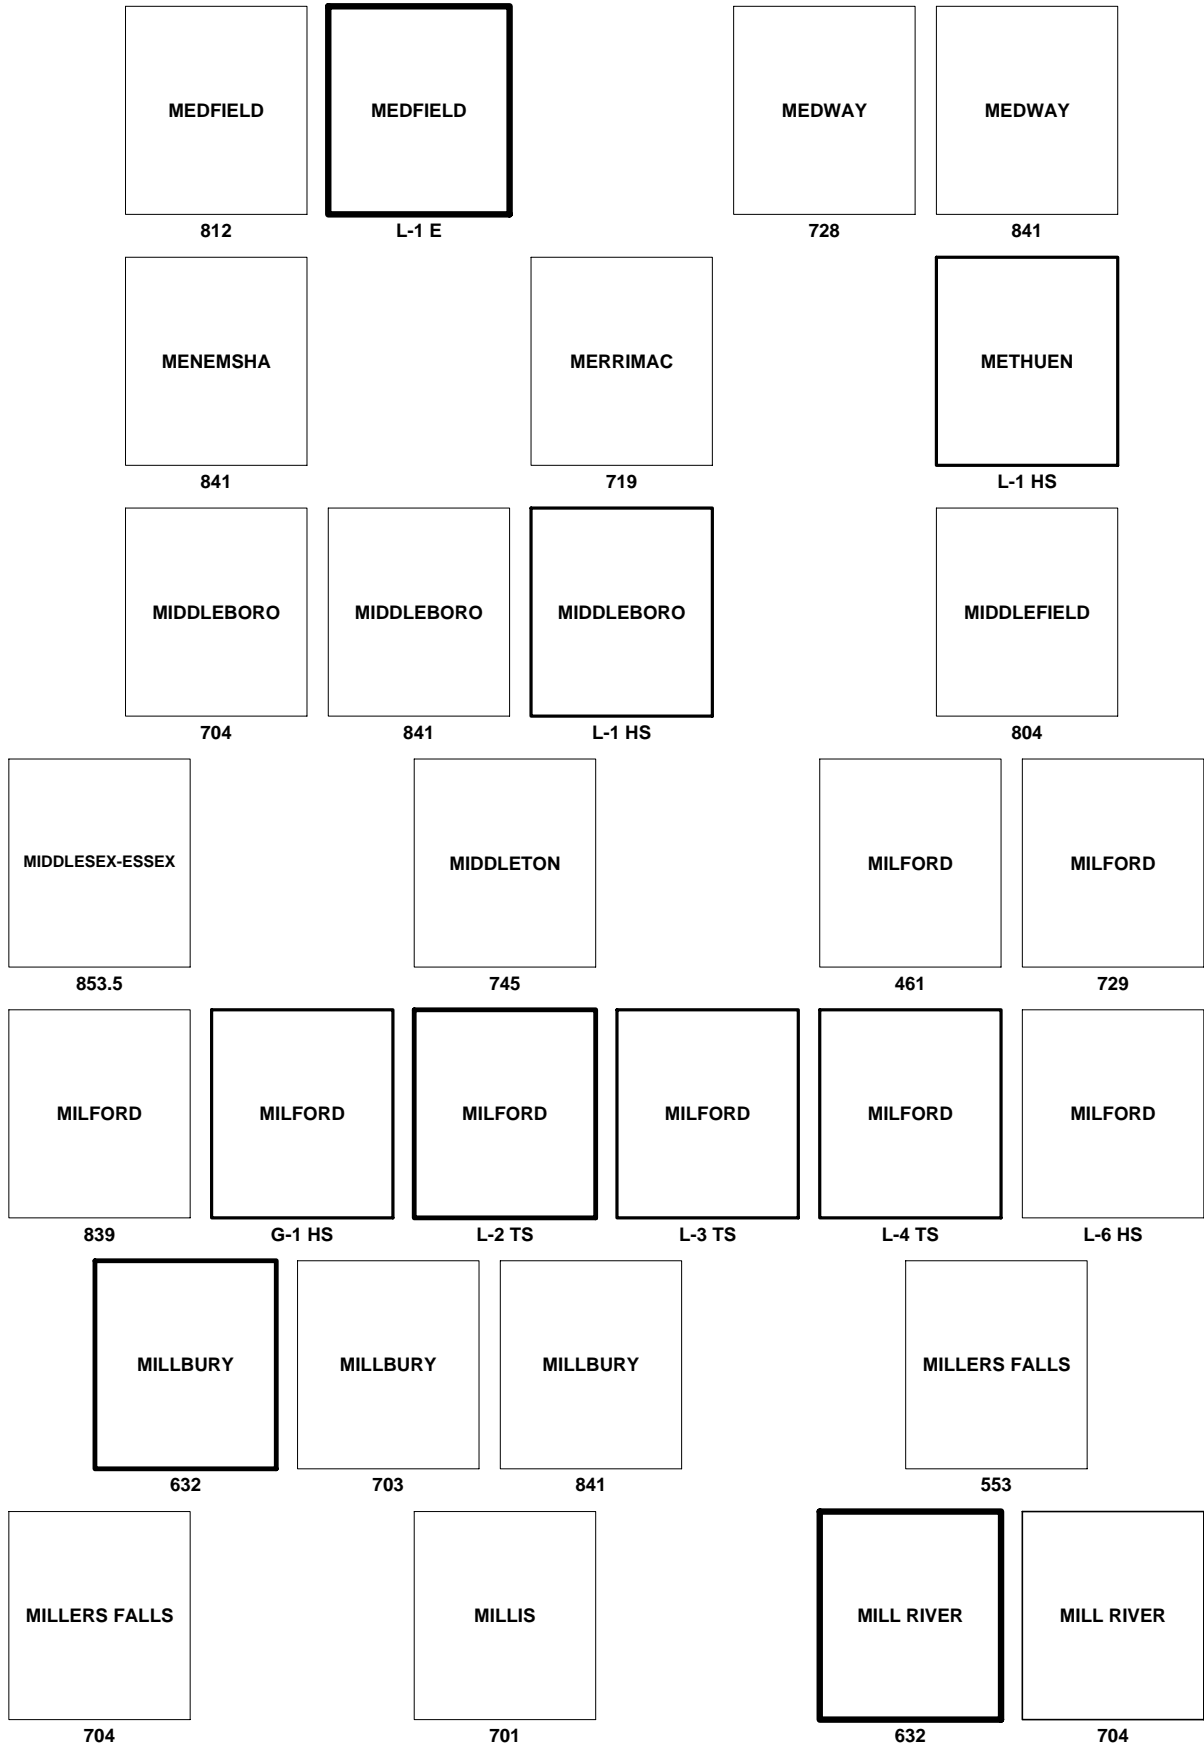 MEDFIELD MEDFIELD MEDWAY MEDWAY
812 L-1 E 728 841
MENEMSHA MERRIMAC METHUEN
841 719 L-1 HS
MIDDLEBORO MIDDLEBORO MIDDLEBORO MIDDLEFIELD
704 841 L-1 HS 804
MIDDLESEX-ESSEX MIDDLETON MILFORD MILFORD
853.5 745 461 729
MILFORD MILFORD MILFORD MILFORD MILFORD MILFORD
839 G-1 HS L-2 TS L-3 TS L-4 TS L-6 HS
MILLBURY MILLBURY MILLBURY MILLERS FALLS
632 703 841 553
MILLERS FALLS MILLIS MILL RIVER MILL RIVER
704 701 632 704